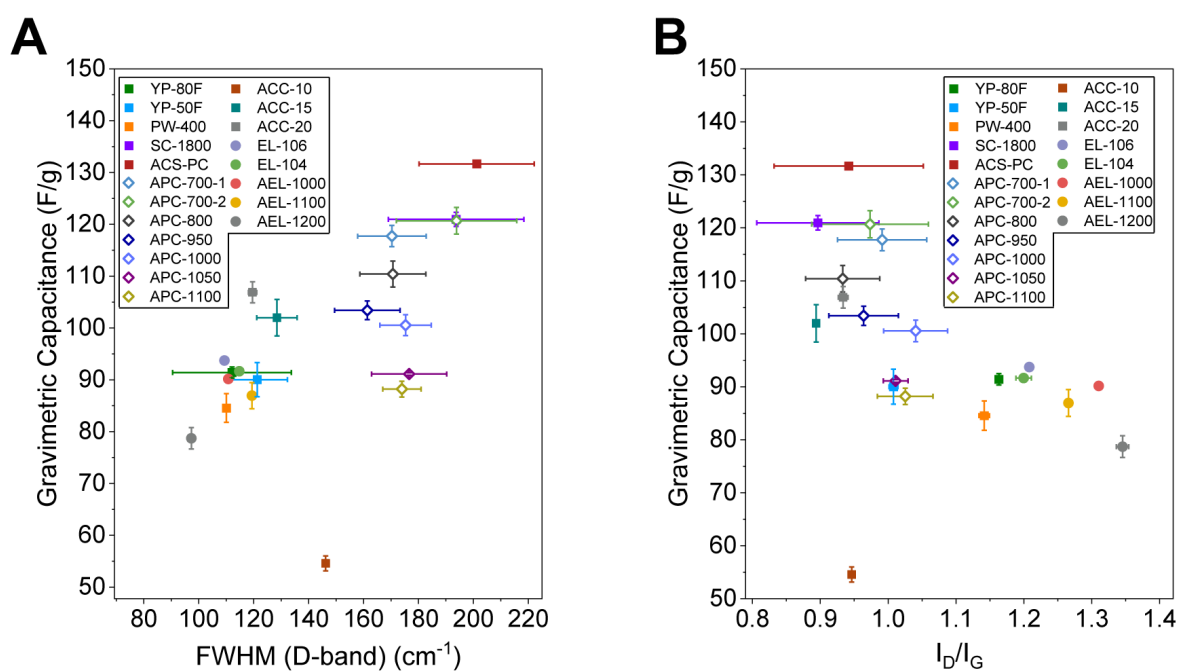 A
Gravimetric Capacitance (F/g)
150
140
130
120
110
100
90
80
70
60
50
YP-80F ACC-10
YP-50F ACC-15
PW-400 ACC-20
SC-1800 EL-106
ACS-PC EL-104
APC-700-1 AEL-1000
APC-700-2 AEL-1100
APC-800 AEL-1200
APC-950
APC-1000
APC-1050
APC-1100
80 100 120 140 160 180 200 220
FWHM (D-band) (cm⁻¹)
B
Gravimetric Capacitance (F/g)
150
140
130
120
110
100
90
80
70
60
50
YP-80F ACC-10
YP-50F ACC-15
PW-400 ACC-20
SC-1800 EL-106
ACS-PC EL-104
APC-700-1 AEL-1000
APC-700-2 AEL-1100
APC-800 AEL-1200
APC-950
APC-1000
APC-1050
APC-1100
0.8 0.9 1.0 1.1 1.2 1.3 1.4
I_D/I_G